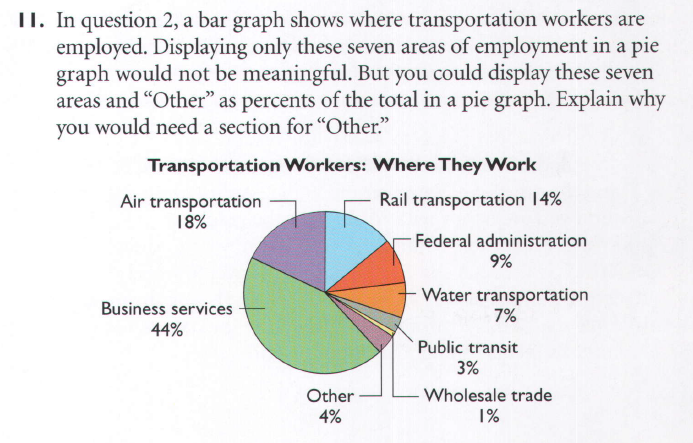 11. In question 2, a bar graph shows where transportation workers are
employed. Displaying only these seven areas of employment in a pie
graph would not be meaningful. But you could display these seven
areas and “Other” as percents of the total in a pie graph. Explain why
you would need a section for “Other.”
Transportation Workers: Where They Work
Air transportation
18%
Rail transportation 14%
Federal administration
9%
Water transportation
7%
Business services
44%
Public transit
3%
Other
4%
Wholesale trade
1%